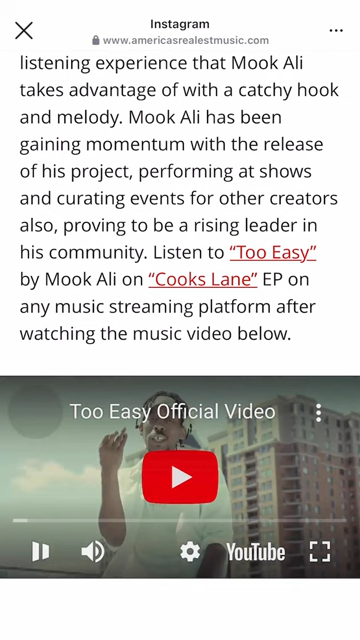 Instagram
www.americasrealestmusic.com
listening experience that Mook Ali
takes advantage of with a catchy hook
and melody. Mook Ali has been
gaining momentum with the release
of his project, performing at shows
and curating events for other creators
also, proving to be a rising leader in
his community. Listen to “Too Easy”
by Mook Ali on “Cooks Lane” EP on
any music streaming platform after
watching the music video below.
Too Easy Official Video
YouTube